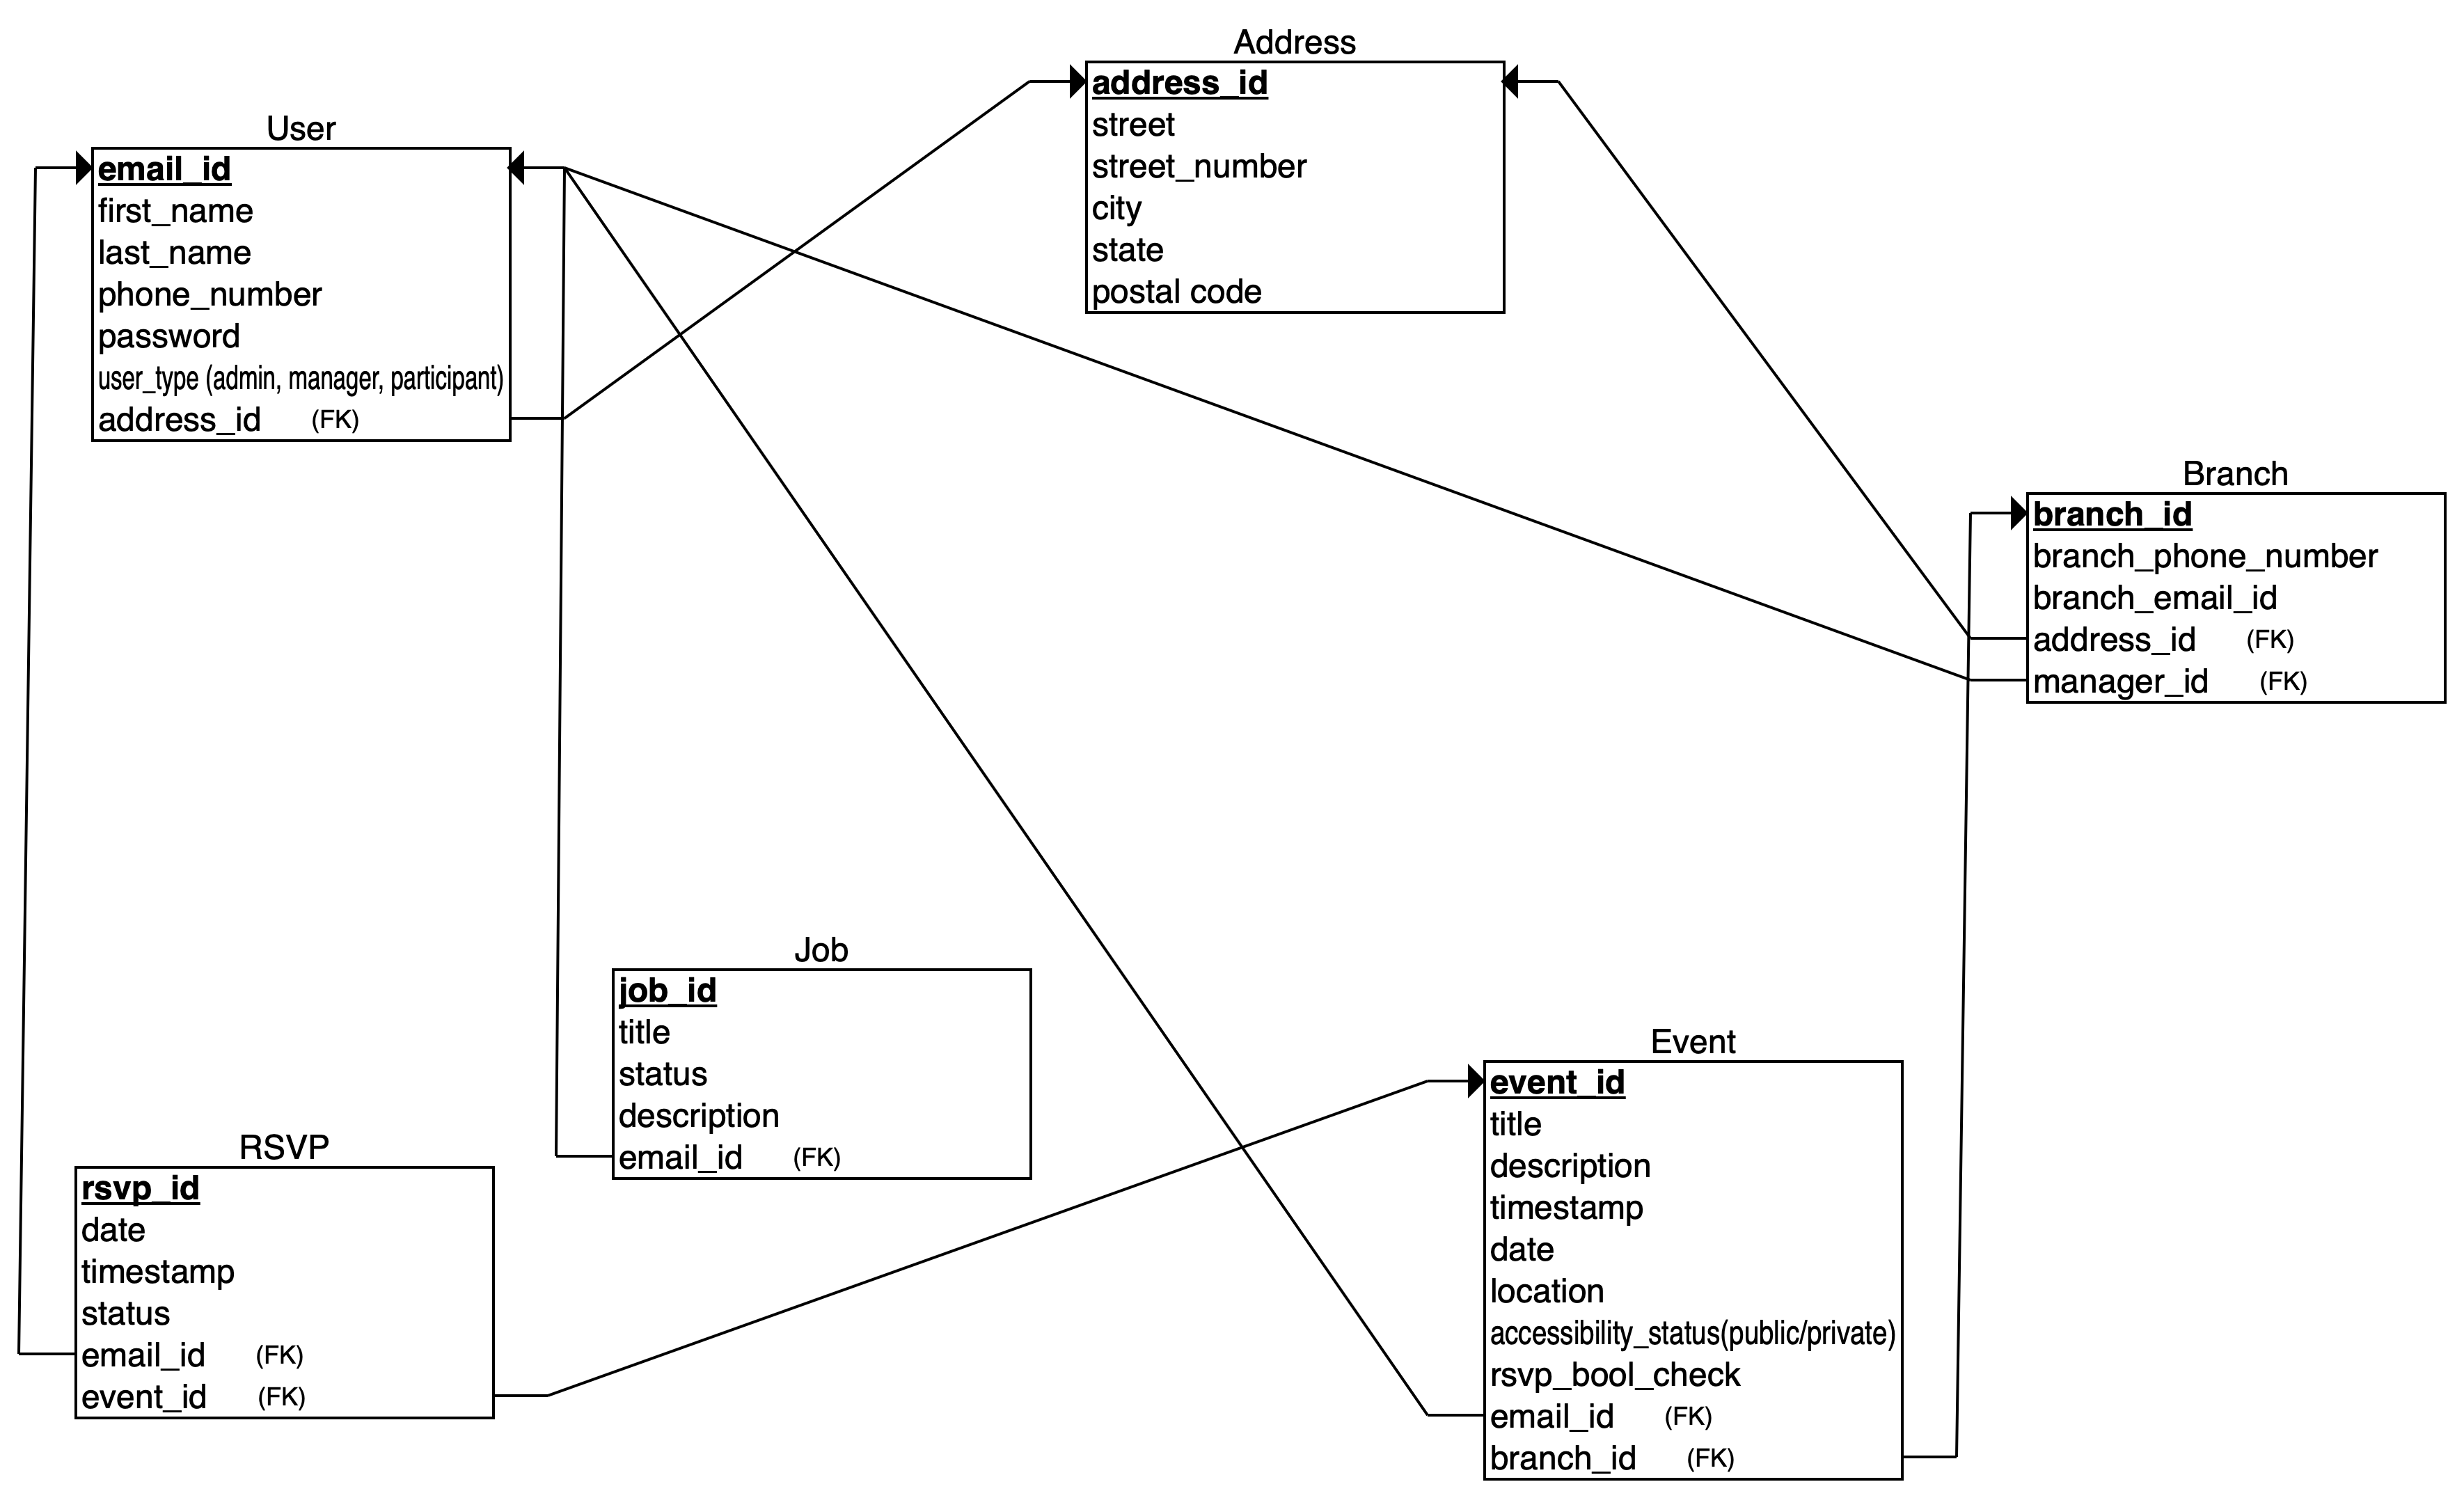 Address
address_id
street
street_number
city
state
postal code
User
email_id
first_name
last_name
phone_number
password
user_type (admin, manager, participant)
address_id (FK)
Branch
branch_id
branch_phone_number
branch_email_id
address_id (FK)
manager_id (FK)
Job
job_id
title
status
description
email_id (FK)
Event
event_id
title
description
timestamp
date
location
accessibility_status(public/private)
rsvp_bool_check
email_id (FK)
branch_id (FK)
RSVP
rsvp_id
date
timestamp
status
email_id (FK)
event_id (FK)